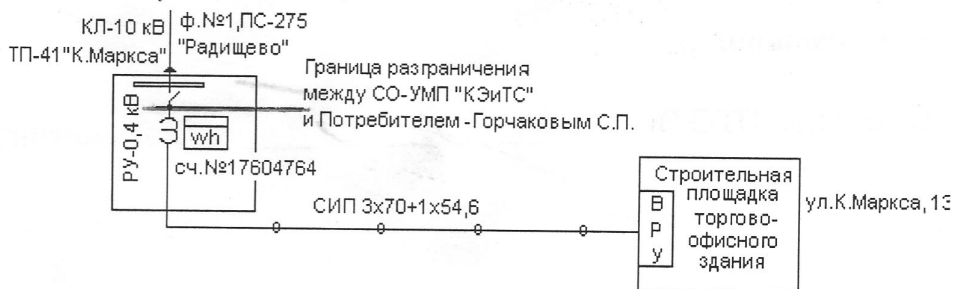 КЛ-10 кВ
ф.№1,ПС-275
"Радищево"
ТП-41"К.Маркса"
Граница разграничения
между СО-УМП "КЭиТС"
и Потребителем -Горчаковым С.П.
РУ-0,4 кВ
wh
сч.№17604764
СИП 3х70+1х54,6
ВРУ
Строительная
площадка
торгово-
офисного
здания
ул.К.Маркса, 13